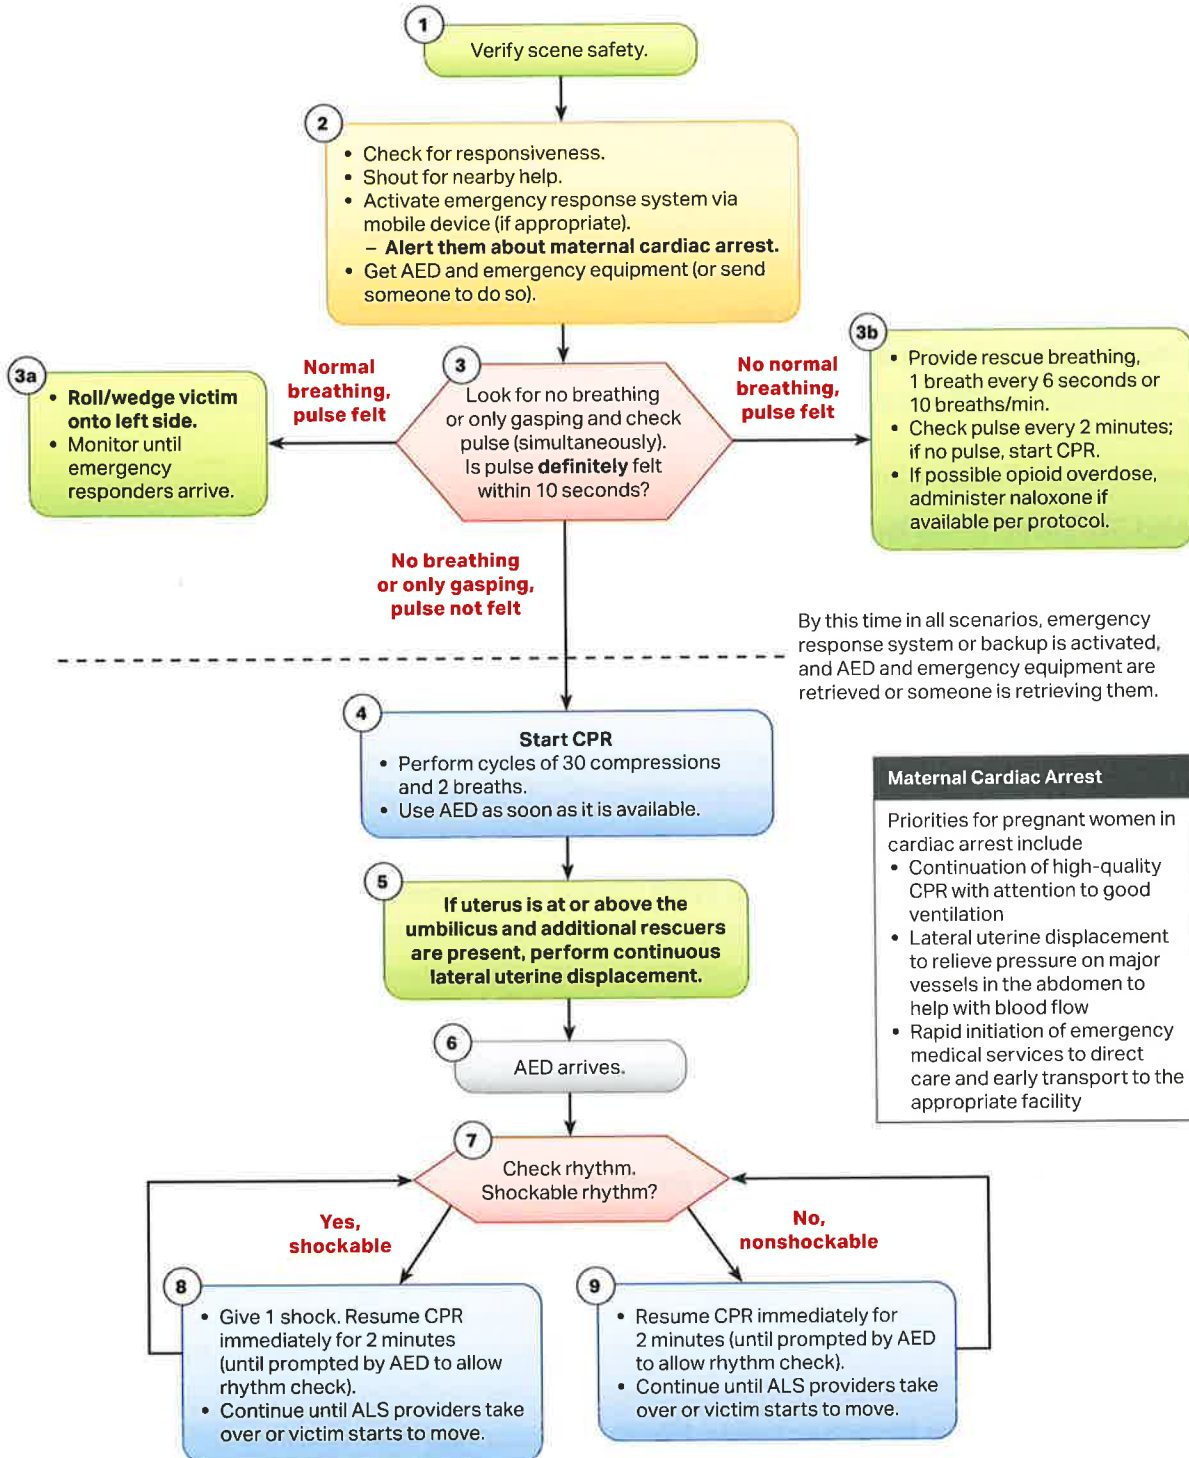 1
Verify scene safety.
2
• Check for responsiveness.
• Shout for nearby help.
• Activate emergency response system via
mobile device (if appropriate).
– Alert them about maternal cardiac arrest.
• Get AED and emergency equipment (or send
someone to do so).
3a
• Roll/wedge victim
onto left side.
• Monitor until
emergency
responders arrive.
Normal
breathing,
pulse felt
3
Look for no breathing
or only gasping and check
pulse (simultaneously).
Is pulse definitely felt
within 10 seconds?
No normal
breathing,
pulse felt
3b
• Provide rescue breathing,
1 breath every 6 seconds or
10 breaths/min.
• Check pulse every 2 minutes;
if no pulse, start CPR.
• If possible opioid overdose,
administer naloxone if
available per protocol.
No breathing
or only gasping,
pulse not felt
By this time in all scenarios, emergency
response system or backup is activated,
and AED and emergency equipment are
retrieved or someone is retrieving them.
4
Start CPR
• Perform cycles of 30 compressions
and 2 breaths.
• Use AED as soon as it is available.
5
If uterus is at or above the
umbilicus and additional rescuers
are present, perform continuous
lateral uterine displacement.
Maternal Cardiac Arrest
Priorities for pregnant women in
cardiac arrest include
• Continuation of high-quality
CPR with attention to good
ventilation
• Lateral uterine displacement
to relieve pressure on major
vessels in the abdomen to
help with blood flow
• Rapid initiation of emergency
medical services to direct
care and early transport to the
appropriate facility
6
AED arrives.
7
Check rhythm.
Shockable rhythm?
Yes,
shockable
No,
nonshockable
8
• Give 1 shock. Resume CPR
immediately for 2 minutes
(until prompted by AED to allow
rhythm check).
• Continue until ALS providers take
over or victim starts to move.
9
• Resume CPR immediately for
2 minutes (until prompted by AED
to allow rhythm check).
• Continue until ALS providers take
over or victim starts to move.